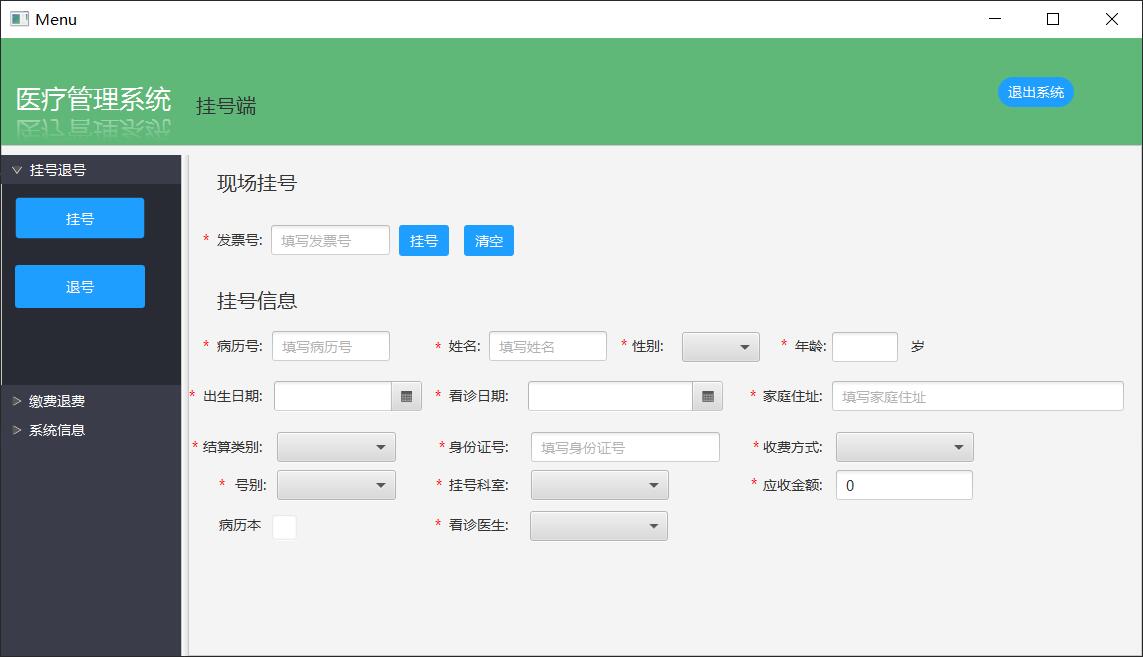 Menu
医疗管理系统 挂号端 退出系统
挂号退号
挂号
退号
缴费退费
系统信息
现场挂号
* 发票号: 填写发票号 挂号 清空
挂号信息
* 病历号: 填写病历号 * 姓名: 填写姓名 * 性别: * 年龄: 岁
* 出生日期: * 看诊日期: * 家庭住址: 填写家庭住址
* 结算类别: * 身份证号: 填写身份证号 * 收费方式:
* 号别: * 挂号科室: * 应收金额: 0
病历本 * 看诊医生: